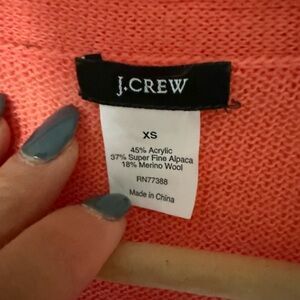 J.CREW
XS
45% Acrylic
37% Super Fine Alpaca
18% Merino Wool
RN77388
Made in China